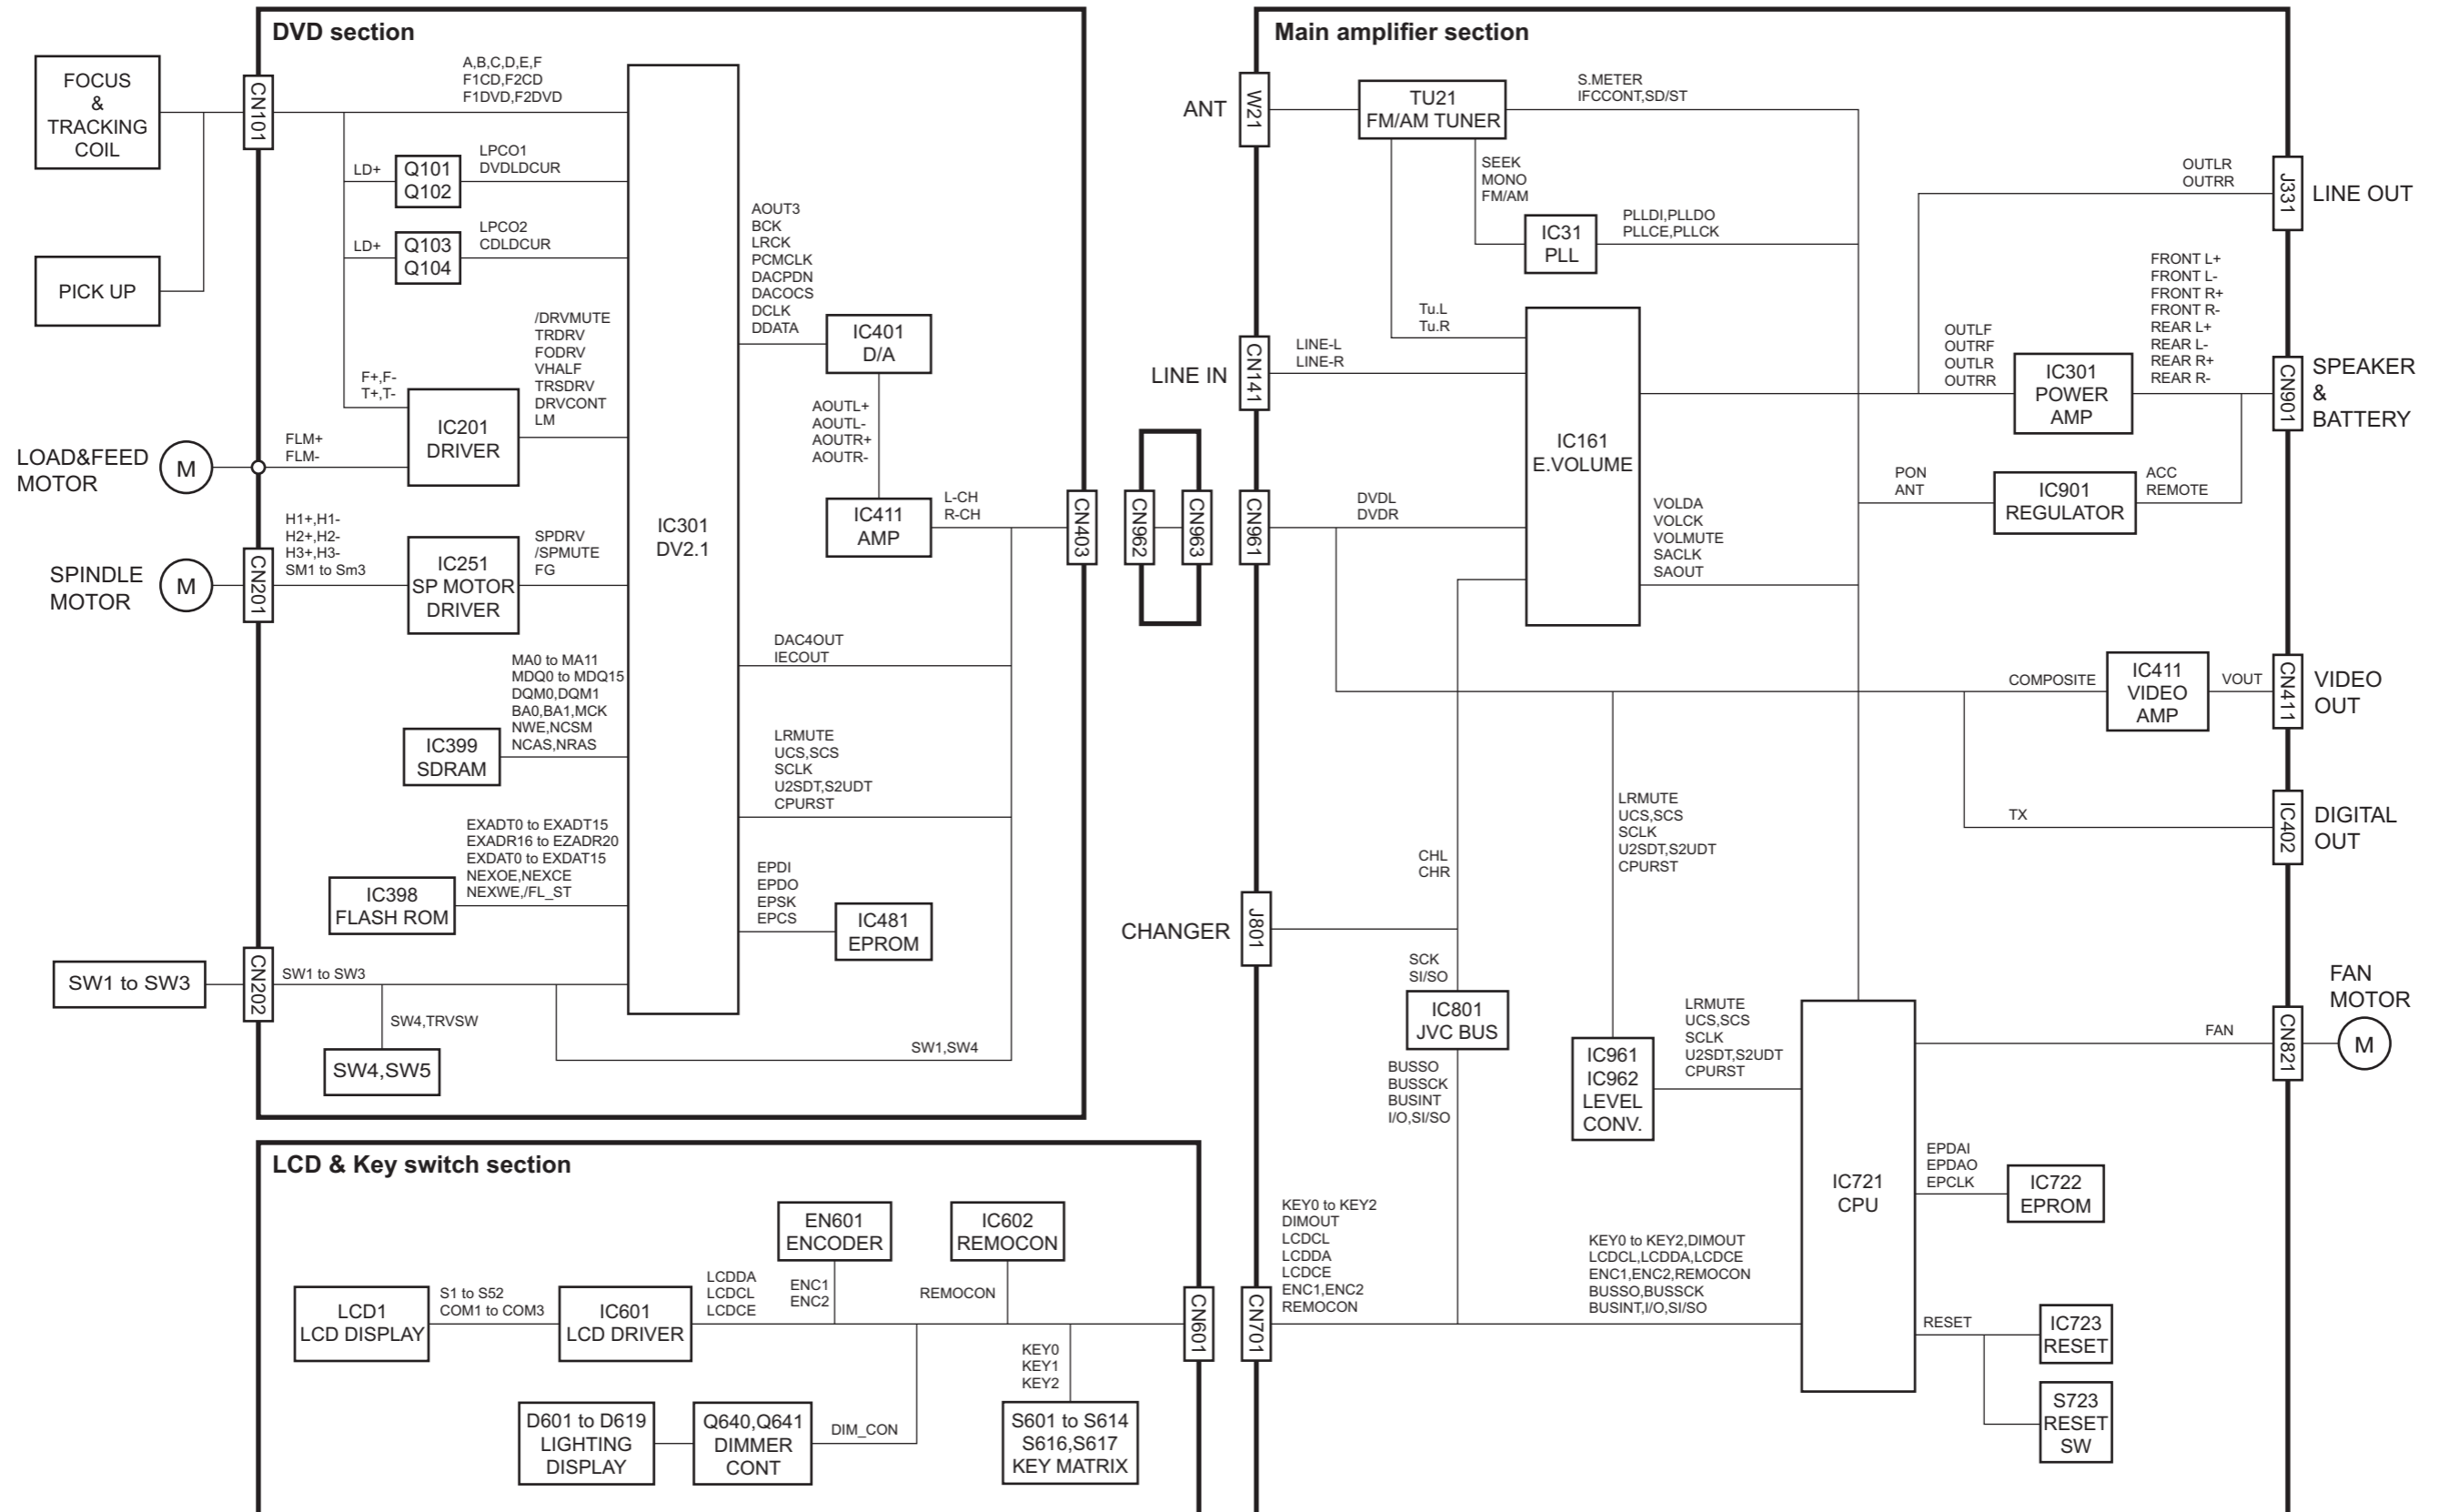 DVD section
FOCUS
&
TRACKING
COIL
CN101
A,B,C,D,E,F
F1CD,F2CD
F1DVD,F2DVD
LD+
Q101
Q102
LPCO1
DVDLDCUR
LD+
Q103
Q104
LPCO2
CDLDCUR
PICK UP
F+,F-
T+,T-
IC201
DRIVER
/DRVMUTE
TRDRV
FODRV
VHALF
TRSDRV
DRVCONT
LM
LOAD&FEED
MOTOR
M
FLM+
FLM-
SPINDLE
MOTOR
M
CN201
H1+,H1-
H2+,H2-
H3+,H3-
SM1 to Sm3
IC251
SP MOTOR
DRIVER
SPDRV
/SPMUTE
FG
IC301
DV2.1
AOUT3
BCK
LRCK
PCMCLK
DACPDN
DACOCS
DCLK
DDATA
IC401
D/A
AOUTL+
AOUTL-
AOUTR+
AOUTR-
IC411
AMP
L-CH
R-CH
CN403
DAC4OUT
IECOUT
MA0 to MA11
MDQ0 to MDQ15
DQM0,DQM1
BA0,BA1,MCK
NWE,NCSM
NCAS,NRAS
IC399
SDRAM
LRMUTE
UCS,SCS
SCLK
U2SDT,S2UDT
CPURST
EXADT0 to EXADT15
EXADR16 to EZADR20
EXDAT0 to EXDAT15
NEXOE,NEXCE
NEXWE,/FL_ST
IC398
FLASH ROM
EPDI
EPDO
EPSK
EPCS
IC481
EPROM
SW1 to SW3
CN202
SW1 to SW3
SW4,TRVSW
SW4,SW5
SW1,SW4
CN962
CN963
LCD & Key switch section
EN601
ENCODER
IC602
REMOCON
LCD1
LCD DISPLAY
S1 to S52
COM1 to COM3
IC601
LCD DRIVER
LCDDA
LCDCL
LCDCE
ENC1
ENC2
REMOCON
CN601
KEY0
KEY1
KEY2
D601 to D619
LIGHTING
DISPLAY
Q640,Q641
DIMMER
CONT
DIM_CON
S601 to S614
S616,S617
KEY MATRIX
Main amplifier section
ANT
W21
TU21
FM/AM TUNER
S.METER
IFCCONT,SD/ST
SEEK
MONO
FM/AM
IC31
PLL
PLLDI,PLLDO
PLLCE,PLLCK
Tu.L
Tu.R
LINE IN
CN141
LINE-L
LINE-R
IC161
E.VOLUME
OUTLR
OUTRR
J331
LINE OUT
OUTLF
OUTRF
OUTLR
OUTRR
IC301
POWER
AMP
FRONT L+
FRONT L-
FRONT R+
FRONT R-
REAR L+
REAR L-
REAR R+
REAR R-
CN901
SPEAKER
&
BATTERY
PON
ANT
IC901
REGULATOR
ACC
REMOTE
CN961
DVDL
DVDR
VOLDA
VOLCK
VOLMUTE
SACLK
SAOUT
COMPOSITE
IC411
VIDEO
AMP
VOUT
CN411
VIDEO
OUT
TX
IC402
DIGITAL
OUT
LRMUTE
UCS,SCS
SCLK
U2SDT,S2UDT
CPURST
CHL
CHR
CHANGER
J801
SCK
SI/SO
IC801
JVC BUS
BUSSO
BUSSCK
BUSINT
I/O,SI/SO
IC961
IC962
LEVEL
CONV.
LRMUTE
UCS,SCS
SCLK
U2SDT,S2UDT
CPURST
IC721
CPU
FAN
CN821
FAN
MOTOR
M
EPDAI
EPDAO
EPCLK
IC722
EPROM
KEY0 to KEY2
DIMOUT
LCDCL
LCDDA
LCDCE
ENC1,ENC2
REMOCON
CN701
KEY0 to KEY2,DIMOUT
LCDCL,LCDDA,LCDCE
ENC1,ENC2,REMOCON
BUSSO,BUSSCK
BUSINT,I/O,SI/SO
RESET
IC723
RESET
S723
RESET
SW